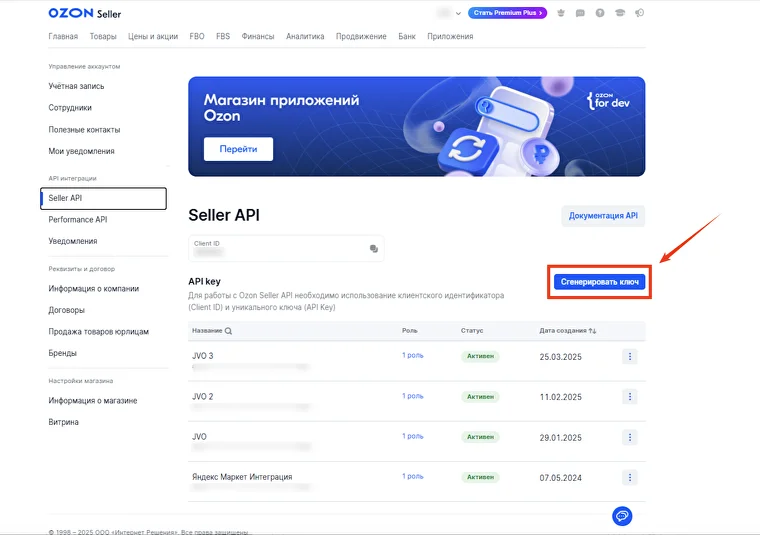 OZON Seller
Стать Premium Plus
Главная Товары Цены и акции FBO FBS Финансы Аналитика Продвижение Банк Приложения
Управление аккаунтом
Учётная запись
Сотрудники
Полезные контакты
Мои уведомления
API интеграции
Seller API
Performance API
Уведомления
Реквизиты и договор
Информация о компании
Договоры
Продажа товаров юрлицам
Бренды
Настройки магазина
Информация о магазине
Витрина
Магазин приложений
Ozon
Перейти
OZON
for dev
Seller API
Документация API
Client ID
API key
Сгенерировать ключ
Для работы с Ozon Seller API необходимо использование клиентского идентификатора
(Client ID) и уникального ключа (API Key)
Название Роль Статус Дата создания
JVO 3 1 роль Активен 25.03.2025
JVO 2 1 роль Активен 11.02.2025
JVO 1 роль Активен 29.01.2025
Яндекс Маркет Интеграция 1 роль Активен 07.05.2024
© 1998 – 2025 ООО «Интернет Решения». Все права защищены.